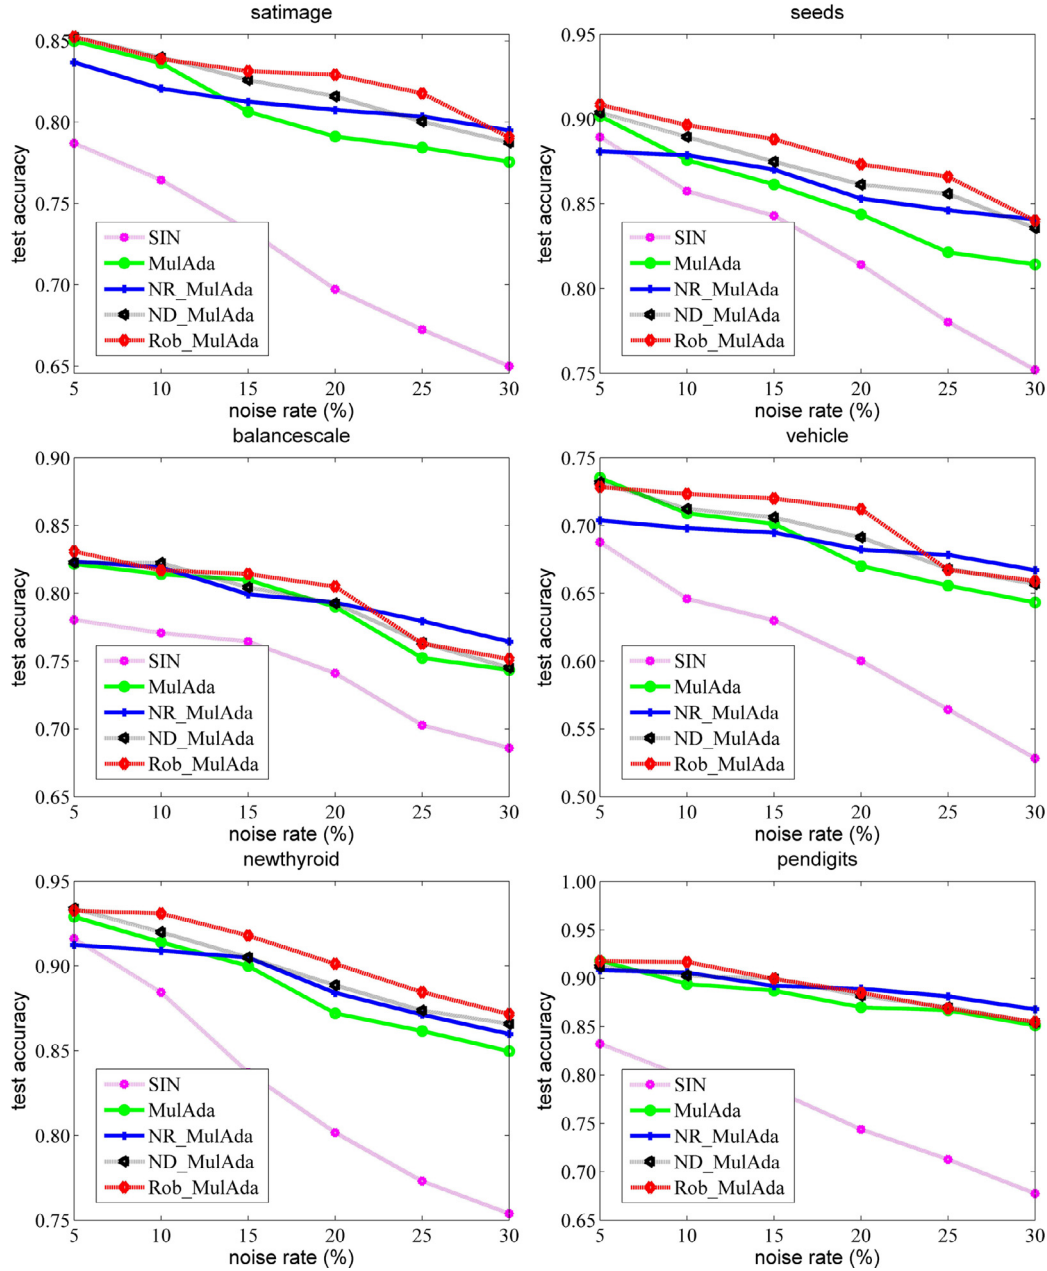 satimage
0.85
0.80
0.75
0.70
0.65
test accuracy
SIN
MulAda
NR_MulAda
ND_MulAda
Rob_MulAda
5 10 15 20 25 30
noise rate (%)
seeds
0.95
0.90
0.85
0.80
0.75
test accuracy
SIN
MulAda
NR_MulAda
ND_MulAda
Rob_MulAda
5 10 15 20 25 30
noise rate (%)
balancescale
0.90
0.85
0.80
0.75
0.70
0.65
test accuracy
SIN
MulAda
NR_MulAda
ND_MulAda
Rob_MulAda
5 10 15 20 25 30
noise rate (%)
vehicle
0.75
0.70
0.65
0.60
0.55
0.50
test accuracy
SIN
MulAda
NR_MulAda
ND_MulAda
Rob_MulAda
5 10 15 20 25 30
noise rate (%)
newthyroid
0.95
0.90
0.85
0.80
0.75
test accuracy
SIN
MulAda
NR_MulAda
ND_MulAda
Rob_MulAda
5 10 15 20 25 30
noise rate (%)
pendigits
1.00
0.95
0.90
0.85
0.80
0.75
0.70
0.65
test accuracy
SIN
MulAda
NR_MulAda
ND_MulAda
Rob_MulAda
5 10 15 20 25 30
noise rate (%)